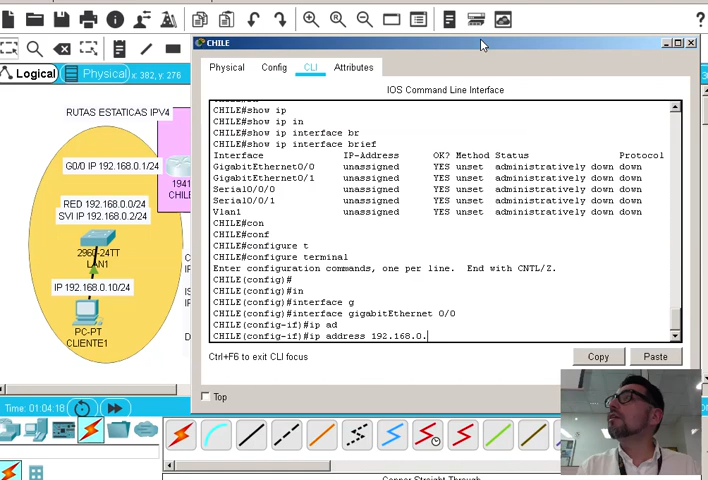 CHILE
Logical
Physical
x: 382, y: 276
Physical Config CLI Attributes
IOS Command Line Interface
RUTAS ESTATICAS IPV4
G0/0 IP 192.168.0.1/24
1941
CHILE
RED 192.168.0.0/24
SVI IP 192.168.0.2/24
2960-24TT
LAN1
IP 192.168.0.10/24
PC-PT
CLIENTE1
CHILE#show ip
CHILE#show ip in
CHILE#show ip interface br
CHILE#show ip interface brief
Interface IP-Address OK? Method Status Protocol
GigabitEthernet0/0 unassigned YES unset administratively down down
GigabitEthernet0/1 unassigned YES unset administratively down down
Serial0/0/0 unassigned YES unset administratively down down
Serial0/0/1 unassigned YES unset administratively down down
Vlan1 unassigned YES unset administratively down down
CHILE#con
CHILE#conf
CHILE#configure t
CHILE#configure terminal
Enter configuration commands, one per line. End with CNTL/Z.
CHILE(config)#
CHILE(config)#in
CHILE(config)#interface g
CHILE(config)#interface gigabitEthernet 0/0
CHILE(config-if)#ip ad
CHILE(config-if)#ip address 192.168.0.
Ctrl+F6 to exit CLI focus
Copy
Paste
Top
Time: 01:04:18
Copper Straight-Through